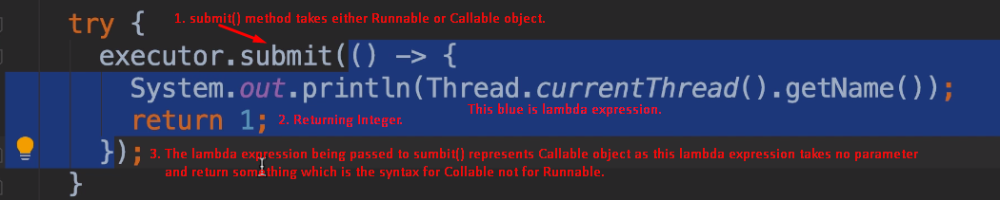 try {
1. submit() method takes either Runnable or Callable object.
executor.submit(() -> {
System.out.println(Thread.currentThread().getName());
return 1;
2. Returning Integer.
This blue is lambda expression.
});
3. The lambda expression being passed to sumbit() represents Callable object as this lambda expression takes no parameter
and return something which is the syntax for Collable not for Runnable.
}